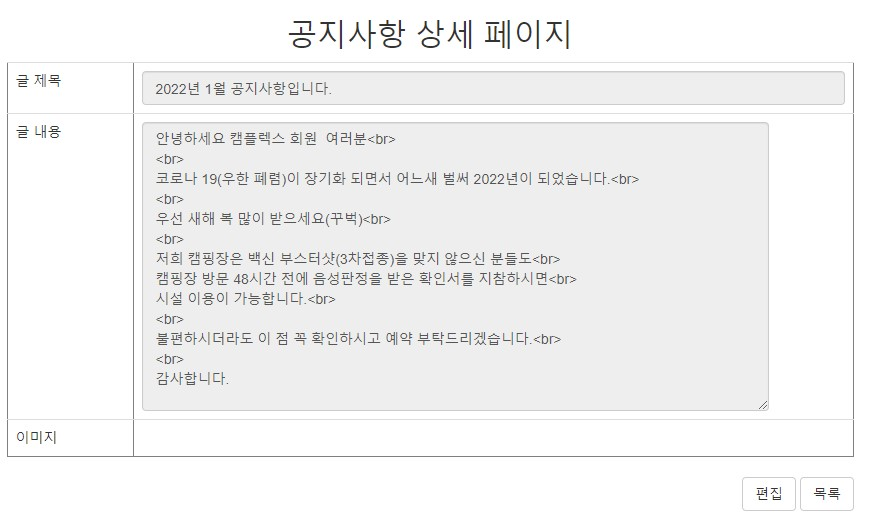 공지사항 상세 페이지
글 제목
2022년 1월 공지사항입니다.
글 내용
안녕하세요 캠플렉스 회원  여러분<br>
<br>
코로나 19(우한 폐렴)이 장기화 되면서 어느새 벌써 2022년이 되었습니다.<br>
<br>
우선 새해 복 많이 받으세요(꾸벅)<br>
<br>
저희 캠핑장은 백신 부스터샷(3차접종)을 맞지 않으신 분들도<br>
캠핑장 방문 48시간 전에 음성판정을 받은 확인서를 지참하시면<br>
시설 이용이 가능합니다.<br>
<br>
불편하시더라도 이 점 꼭 확인하시고 예약 부탁드리겠습니다.<br>
<br>
감사합니다.
이미지
편집
목록